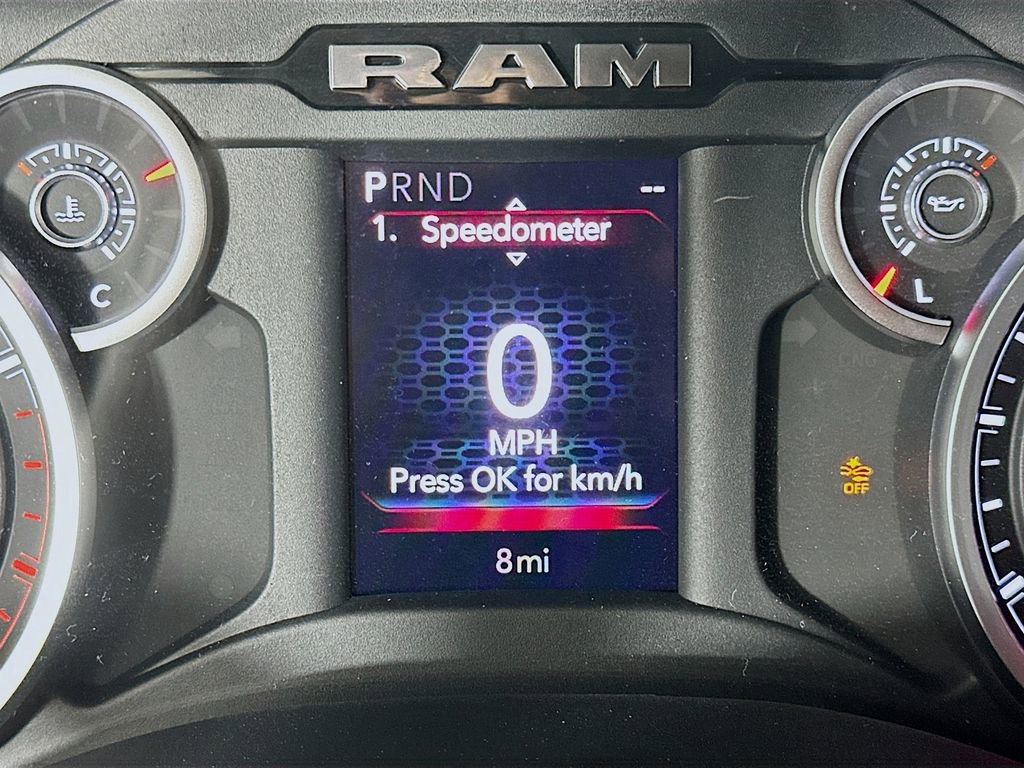 RAM
PRND --
1. Speedometer
0
MPH
Press OK for km/h
8mi
C
L
OFF